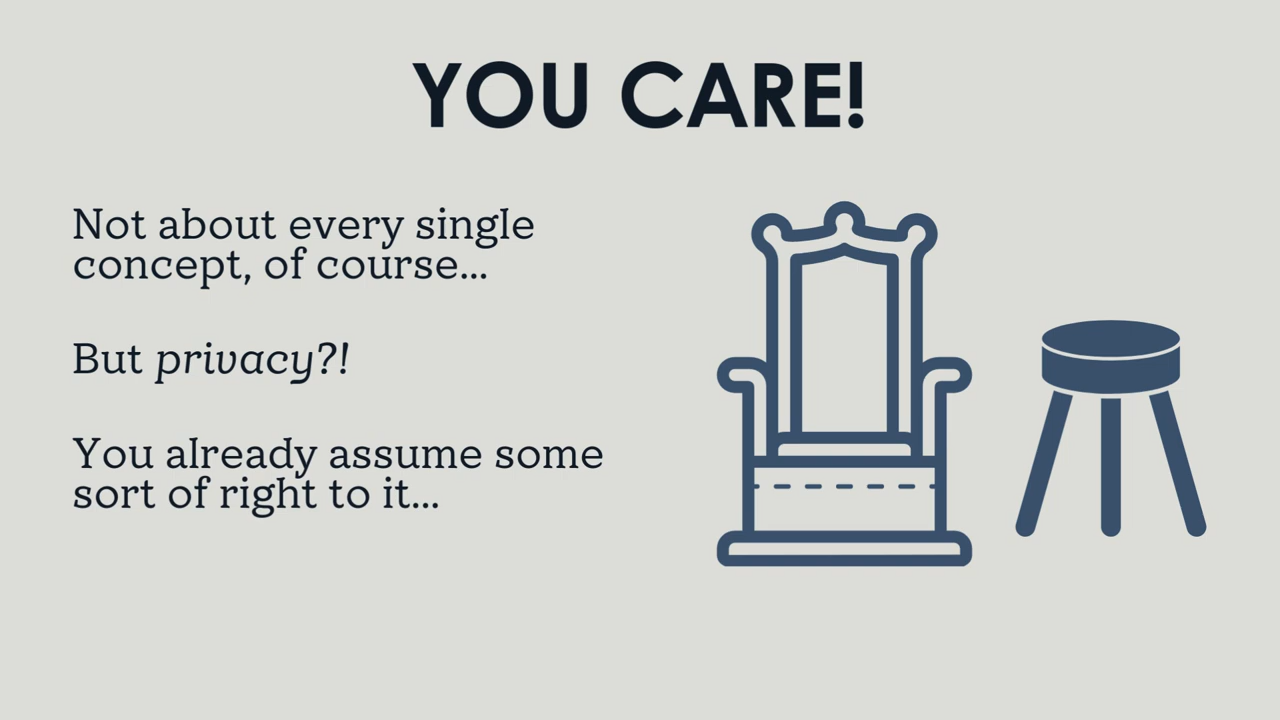 YOU CARE!
Not about every single
concept, of course...
But privacy?!
You already assume some
sort of right to it...